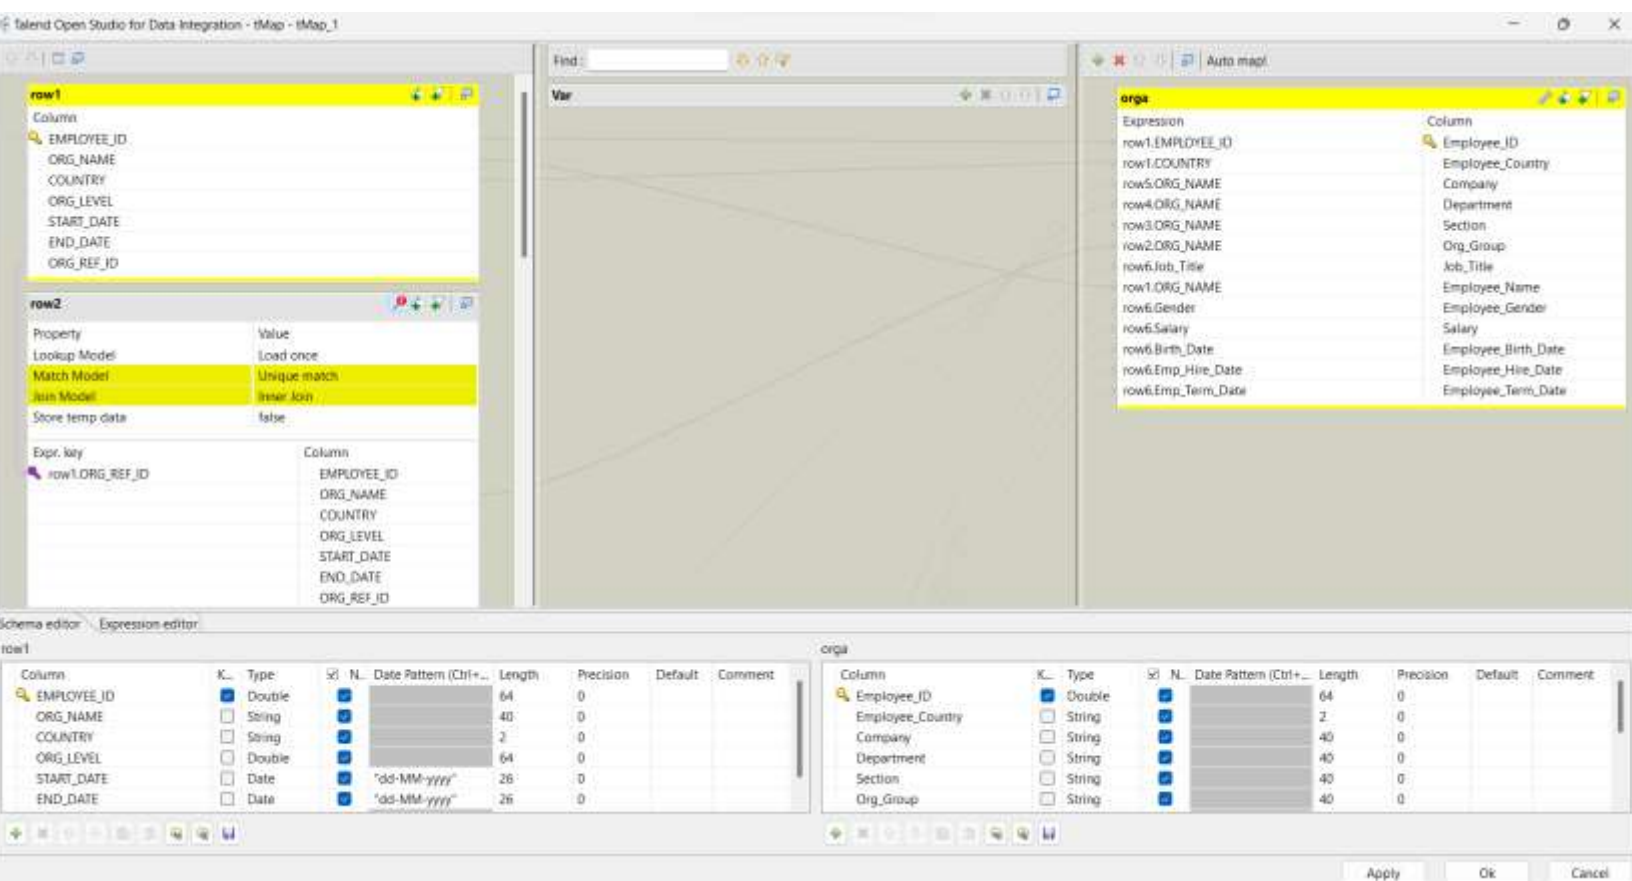 Talend Open Studio for Data Integration - tMap - tMap_1
Find :
Auto map!
row1
Column
EMPLOYEE_ID
ORG_NAME
COUNTRY
ORG_LEVEL
START_DATE
END_DATE
ORG_REF_ID
row2
Property Value
Lookup Model Load once
Match Model Unique match
Join Model Inner Join
Store temp data false
Expr. key Column
row1.ORG_REF_ID EMPLOYEE_ID
ORG_NAME
COUNTRY
ORG_LEVEL
START_DATE
END_DATE
ORG_REF_ID
Var
orga
Expression Column
row1.EMPLOYEE_ID Employee_ID
row1.COUNTRY Employee_Country
row5.ORG_NAME Company
row4.ORG_NAME Department
row3.ORG_NAME Section
row2.ORG_NAME Org_Group
row6.Job_Title Job_Title
row1.ORG_NAME Employee_Name
row6.Gender Employee_Gender
row6.Salary Salary
row6.Birth_Date Employee_Birth_Date
row6.Emp_Hire_Date Employee_Hire_Date
row6.Emp_Term_Date Employee_Term_Date
Schema editor Expression editor
row1
Column K... Type N.. Date Pattern (Ctrl+... Length Precision Default Comment
EMPLOYEE_ID Double 64 0
ORG_NAME String 40 0
COUNTRY String 2 0
ORG_LEVEL Double 64 0
START_DATE Date "dd-MM-yyyy" 26 0
END_DATE Date "dd-MM-yyyy" 26 0
orga
Column K... Type N.. Date Pattern (Ctrl+... Length Precision Default Comment
Employee_ID Double 64 0
Employee_Country String 2 0
Company String 40 0
Department String 40 0
Section String 40 0
Org_Group String 40 0
Apply Ok Cancel